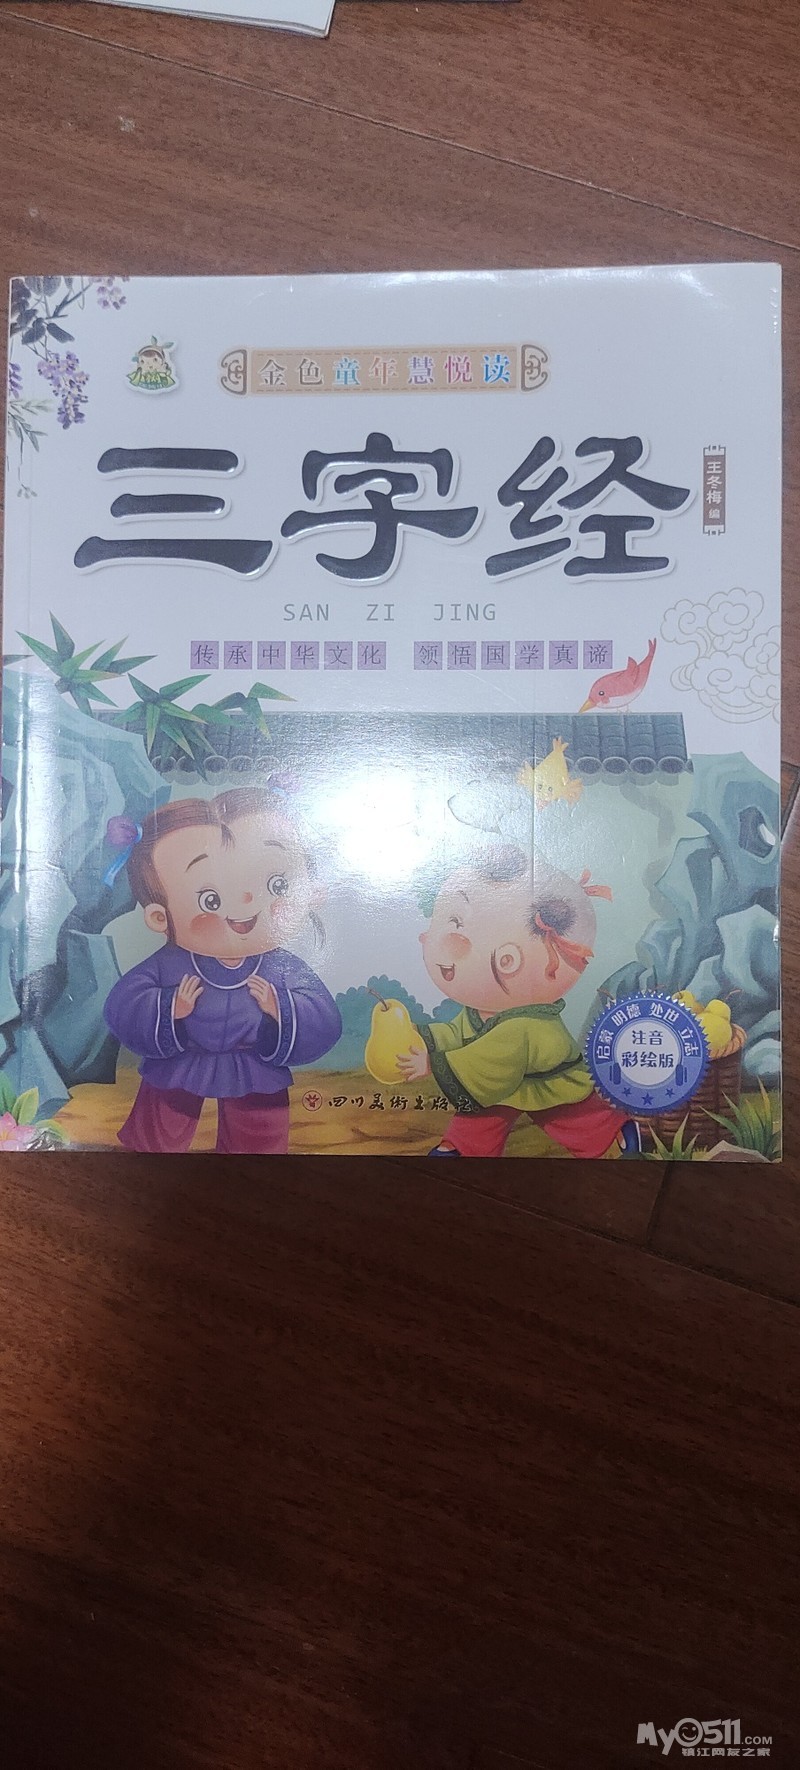 金色童年慧悦读
三字经
王冬梅 编
SAN ZI JING
传承中华文化 领悟国学真谛
启蒙 明德 处世 立志
注音
彩绘版
四川美术出版社
My0511.COM
镇江网友之家